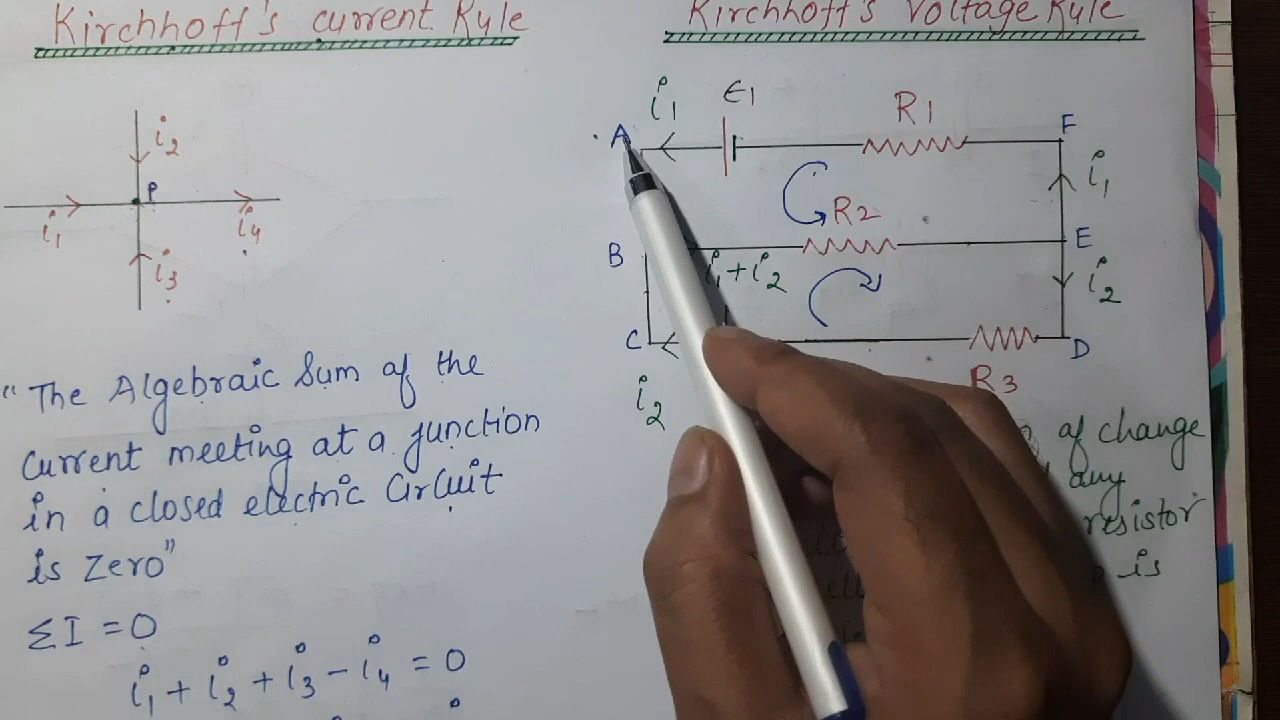 Kirchhoff's current Rule
i2
P
i1
i4
i3
"The Algebraic Sum of the
Current meeting at a junction
in a closed electric Circuit
is Zero"
ΣI = 0
i1 + i2 + i3 - i4 = 0
Kirchhoff's Voltage Rule
i1
ε1
R1
A
F
i1
R2
B
E
i1+i2
i2
C
D
i2
R3
of change
any
resistor
is